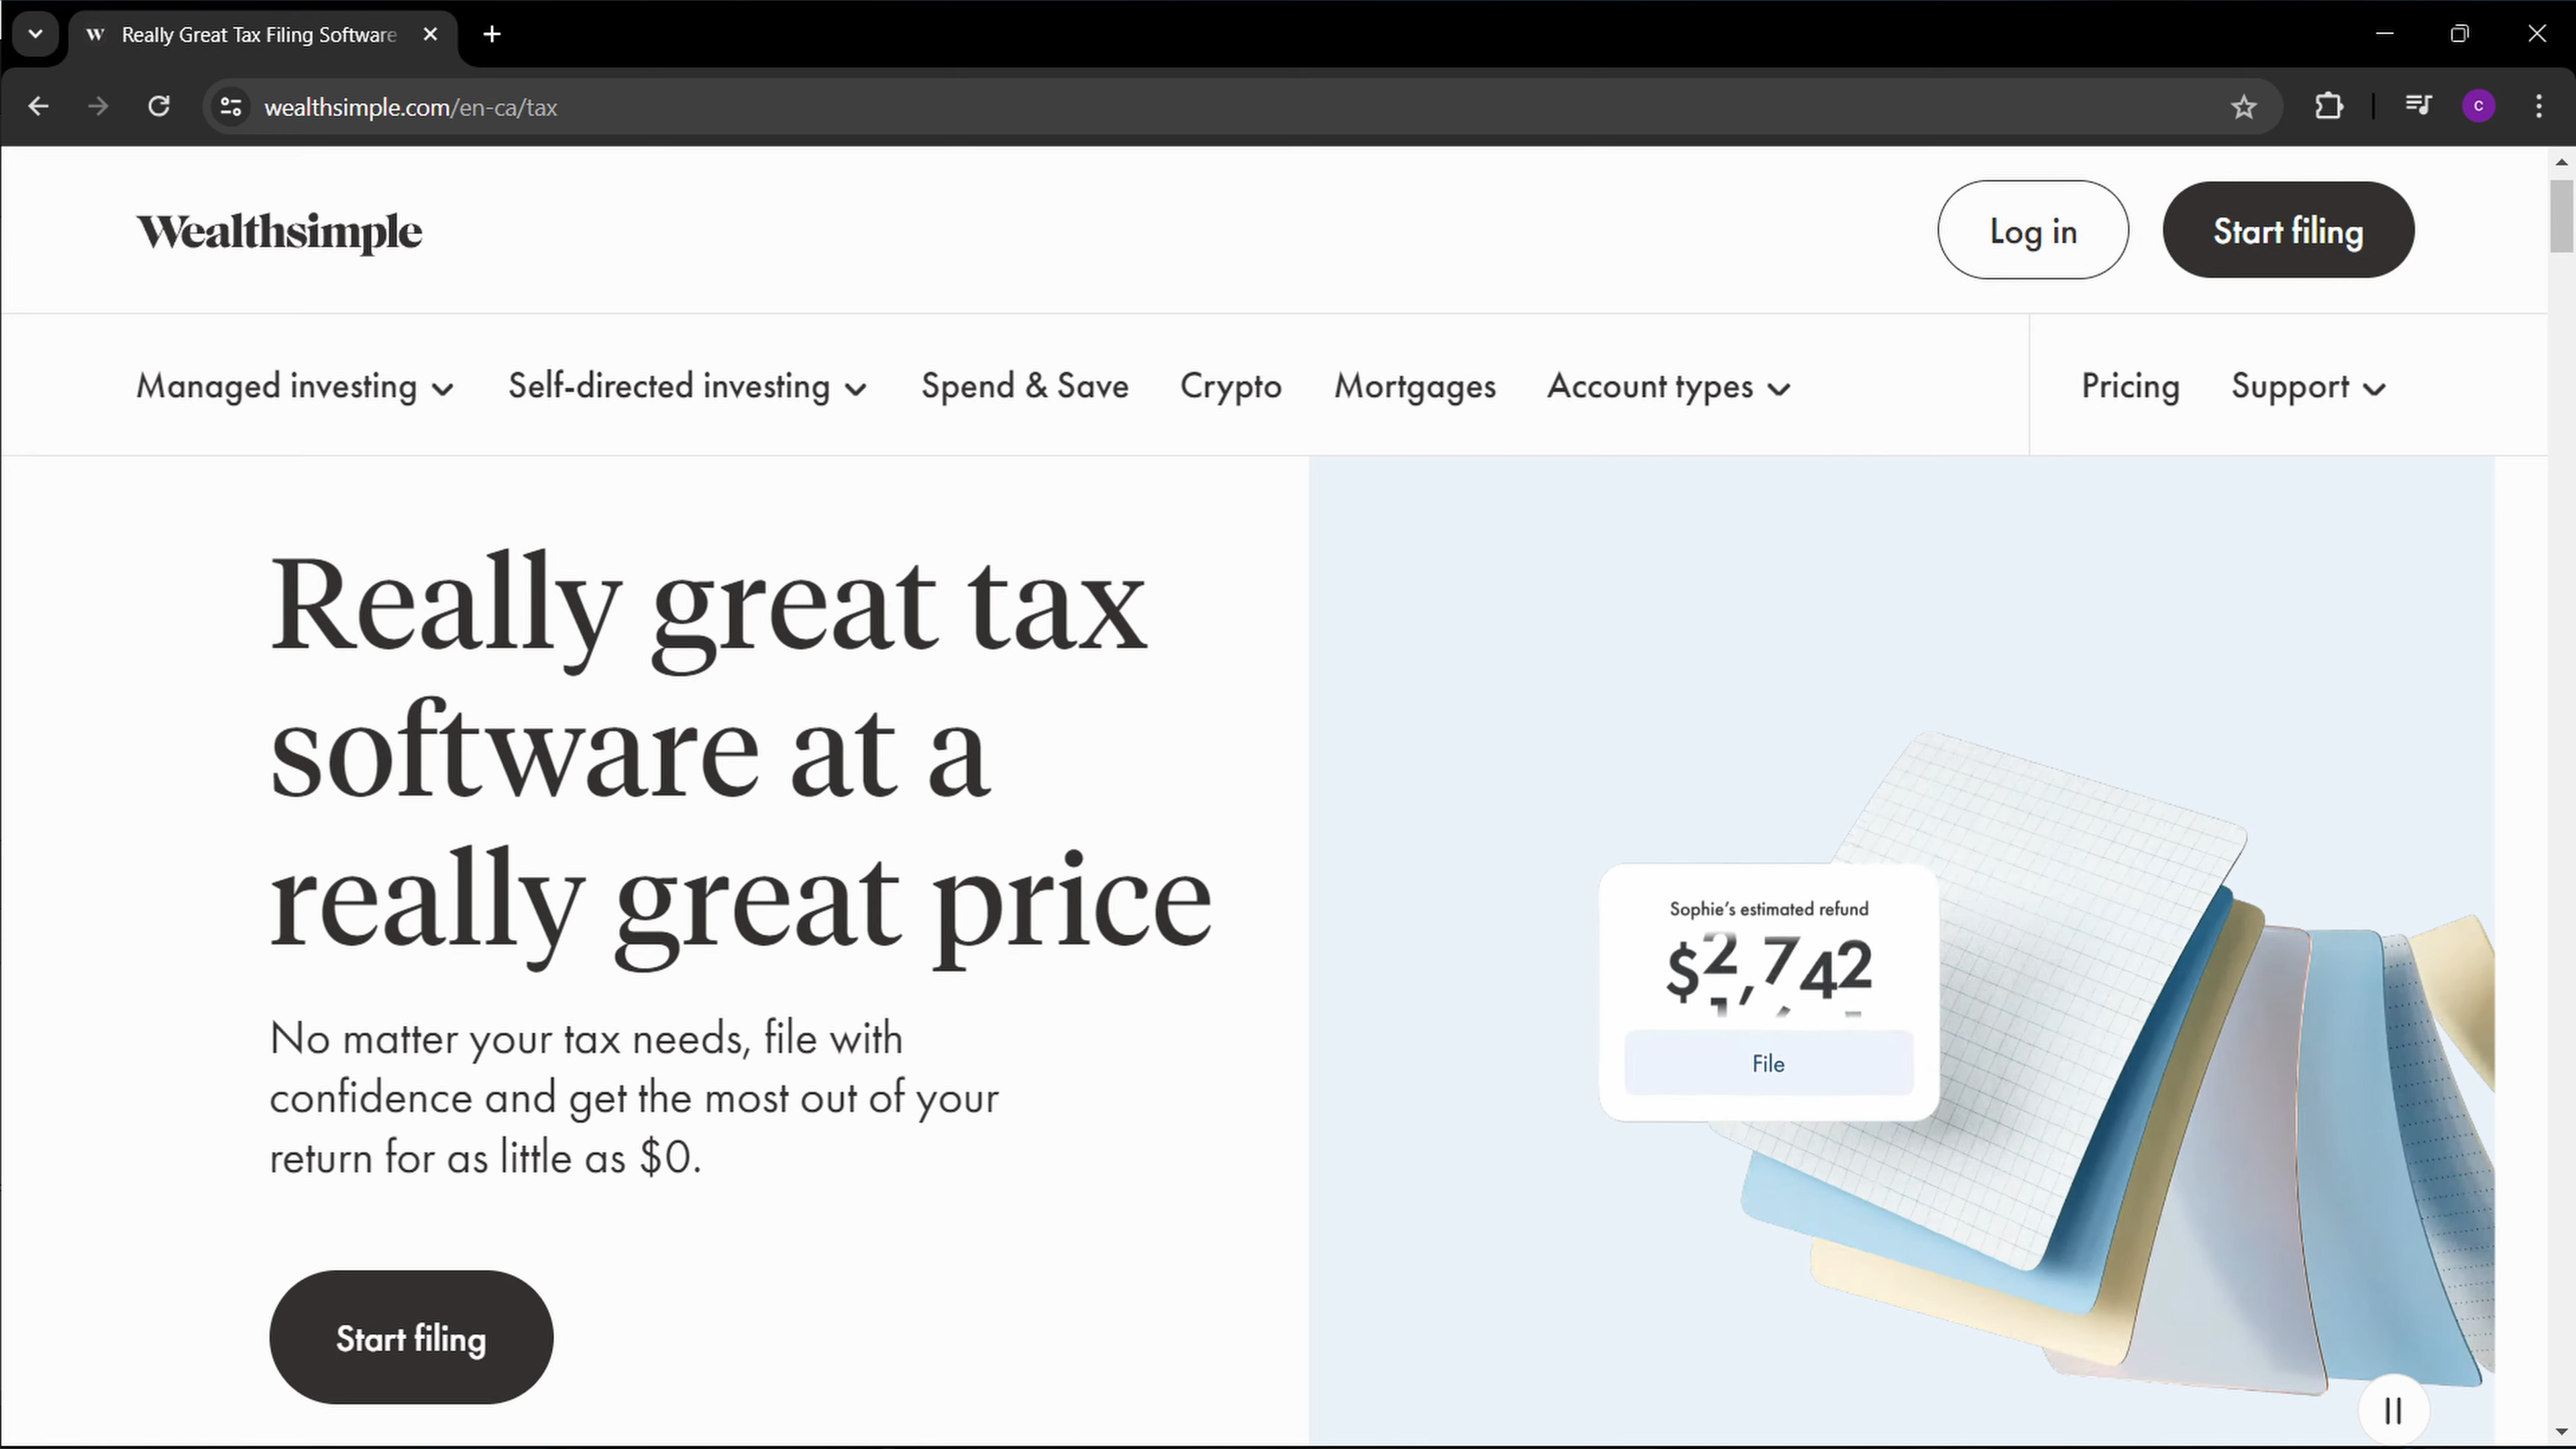 Really Great Tax Filing Software
wealthsimple.com/en-ca/tax
c
Wealthsimple
Log in
Start filing
Managed investing
Self-directed investing
Spend & Save
Crypto
Mortgages
Account types
Pricing
Support
Really great tax
software at a
really great price
No matter your tax needs, file with
confidence and get the most out of your
return for as little as $0.
Start filing
Sophie's estimated refund
$2,742
File